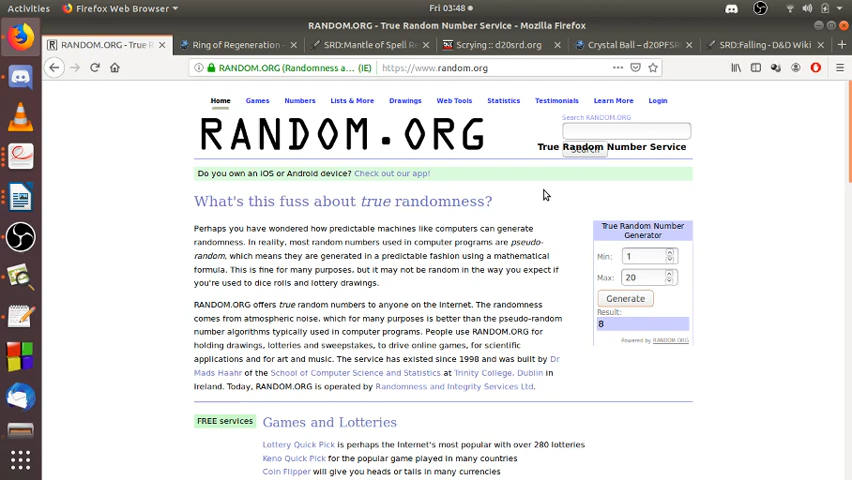 Activities Firefox Web Browser Fri 03:48
RANDOM.ORG - True Random Number Service - Mozilla Firefox
RANDOM.ORG - Tr Ring of Regeneration SRD:Mantle of Spell Re Scrying :: d20srd.org Crystal Ball – d20PFSR SRD:Falling - D&D Wiki
RANDOM.ORG (Randomness a... (IE) https://www.random.org
Home Games Numbers Lists & More Drawings Web Tools Statistics Testimonials Learn More Login
Search RANDOM.ORG
RANDOM.ORG
True Random Number Service
Search
Do you own an iOS or Android device? Check out our app!
What's this fuss about true randomness?
Perhaps you have wondered how predictable machines like computers can generate
randomness. In reality, most random numbers used in computer programs are pseudo-
random, which means they are generated in a predictable fashion using a mathematical
formula. This is fine for many purposes, but it may not be random in the way you expect if
you're used to dice rolls and lottery drawings.
RANDOM.ORG offers true random numbers to anyone on the Internet. The randomness
comes from atmospheric noise, which for many purposes is better than the pseudo-random
number algorithms typically used in computer programs. People use RANDOM.ORG for
holding drawings, lotteries and sweepstakes, to drive online games, for scientific
applications and for art and music. The service has existed since 1998 and was built by Dr
Mads Haahr of the School of Computer Science and Statistics at Trinity College, Dublin in
Ireland. Today, RANDOM.ORG is operated by Randomness and Integrity Services Ltd.
True Random Number
Generator
Min: 1
Max: 20
Generate
Result:
8
Powered by RANDOM.ORG
FREE services
Games and Lotteries
Lottery Quick Pick is perhaps the Internet's most popular with over 280 lotteries
Keno Quick Pick for the popular game played in many countries
Coin Flipper will give you heads or tails in many currencies